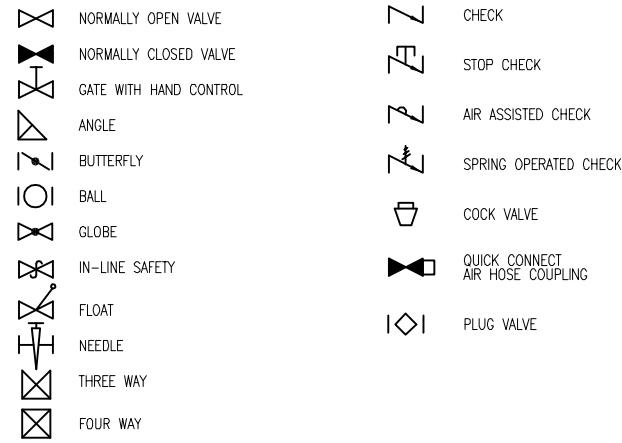 NORMALLY OPEN VALVE
NORMALLY CLOSED VALVE
GATE WITH HAND CONTROL
ANGLE
BUTTERFLY
BALL
GLOBE
IN-LINE SAFETY
FLOAT
NEEDLE
THREE WAY
FOUR WAY
CHECK
STOP CHECK
AIR ASSISTED CHECK
SPRING OPERATED CHECK
COCK VALVE
QUICK CONNECT
AIR HOSE COUPLING
PLUG VALVE